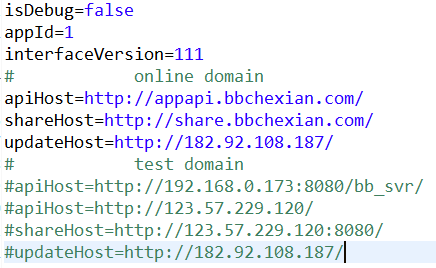 isDebug=false
appId=1
interfaceVersion=111
#          online domain
apiHost=http://appapi.bbchexian.com/
shareHost=http://share.bbchexian.com/
updateHost=http://182.92.108.187/
#          test domain
#apiHost=http://192.168.0.173:8080/bb_svr/
#apiHost=http://123.57.229.120/
#shareHost=http://123.57.229.120:8080/
#updateHost=http://182.92.108.187/